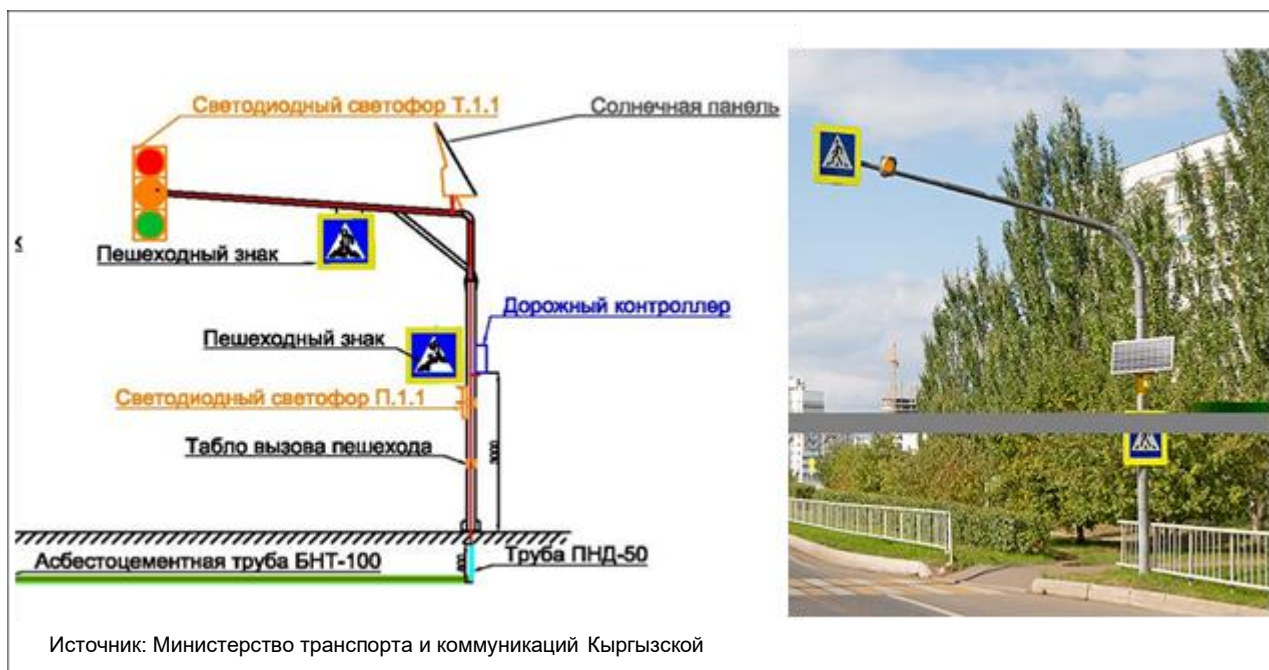 Светодиодный светофор Т.1.1
Солнечная панель
Пешеходный знак
Дорожный контроллер
Пешеходный знак
Светодиодный светофор П.1.1
Табло вызова пешехода
3000
Асбестоцементная труба БНТ-100
Труба ПНД-50
Источник: Министерство транспорта и коммуникаций Кыргызской